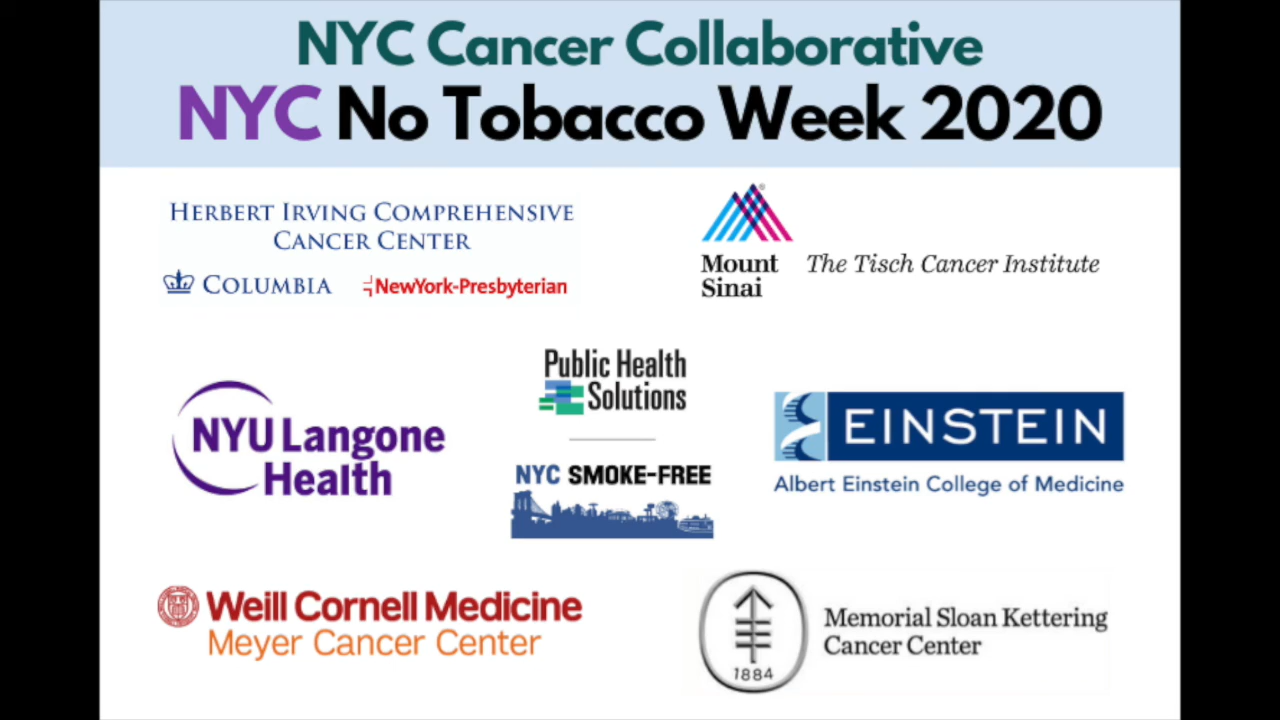 NYC Cancer Collaborative
NYC No Tobacco Week 2020
HERBERT IRVING COMPREHENSIVE
CANCER CENTER
COLUMBIA
NewYork-Presbyterian
®
Mount
Sinai
The Tisch Cancer Institute
NYU Langone
Health
Public Health
Solutions
NYC SMOKE-FREE
EINSTEIN
Albert Einstein College of Medicine
Weill Cornell Medicine
Meyer Cancer Center
1884
Memorial Sloan Kettering
Cancer Center